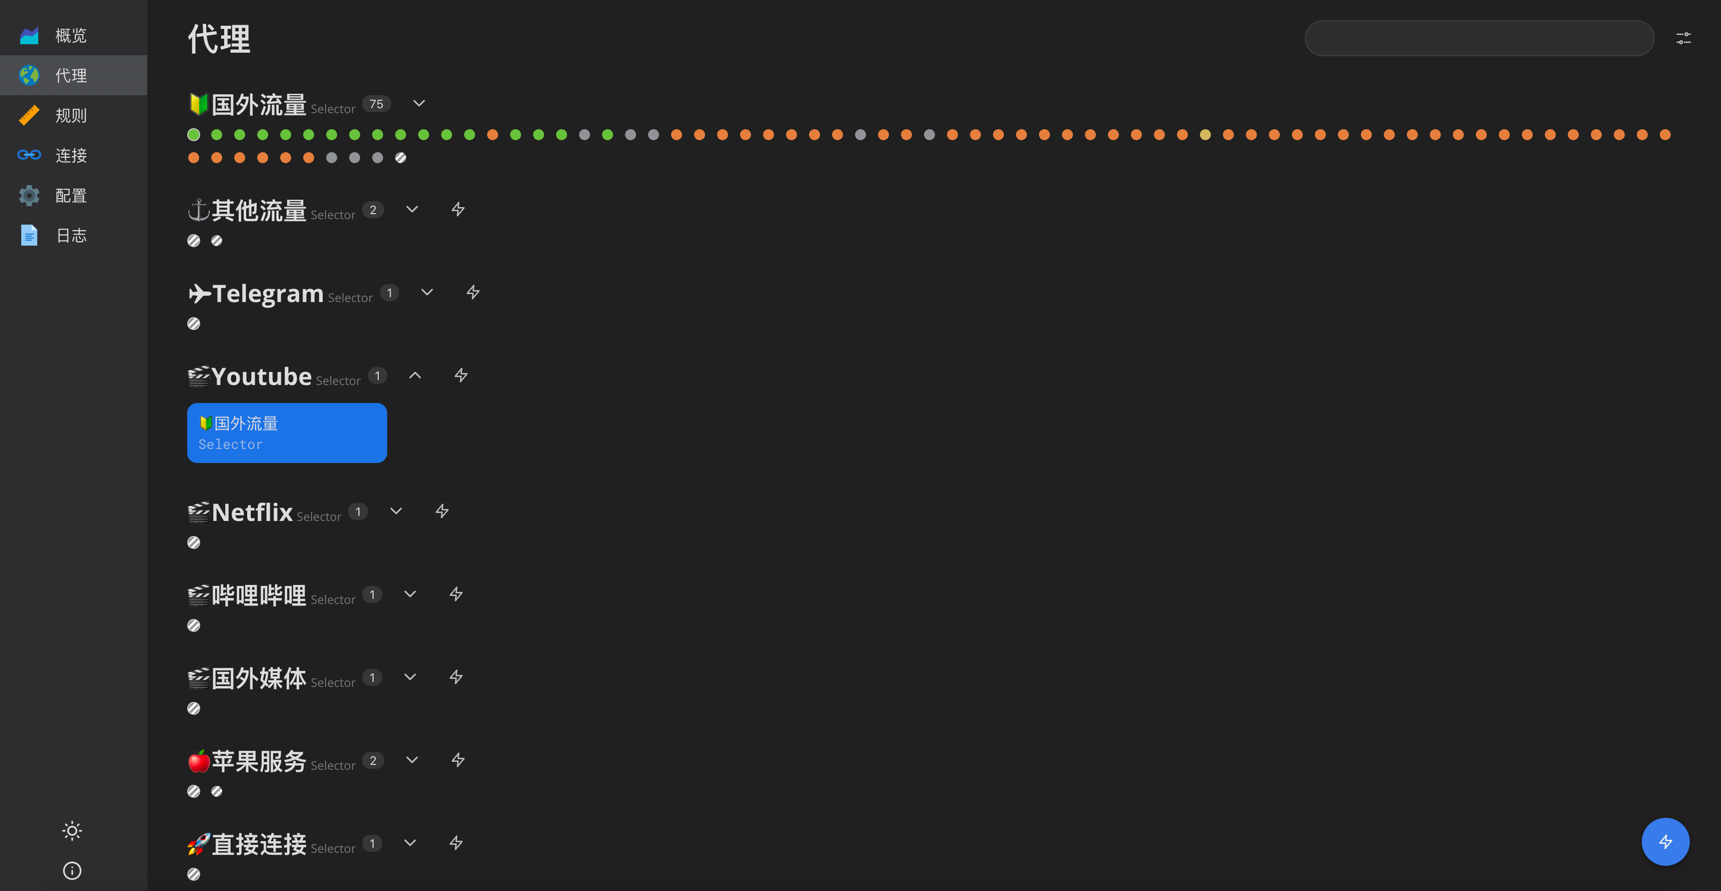 概览
代理
规则
连接
配置
日志
代理
国外流量 Selector 75
其他流量 Selector 2
Telegram Selector 1
Youtube Selector 1
国外流量
Selector
Netflix Selector 1
哔哩哔哩 Selector 1
国外媒体 Selector 1
苹果服务 Selector 2
直接连接 Selector 1